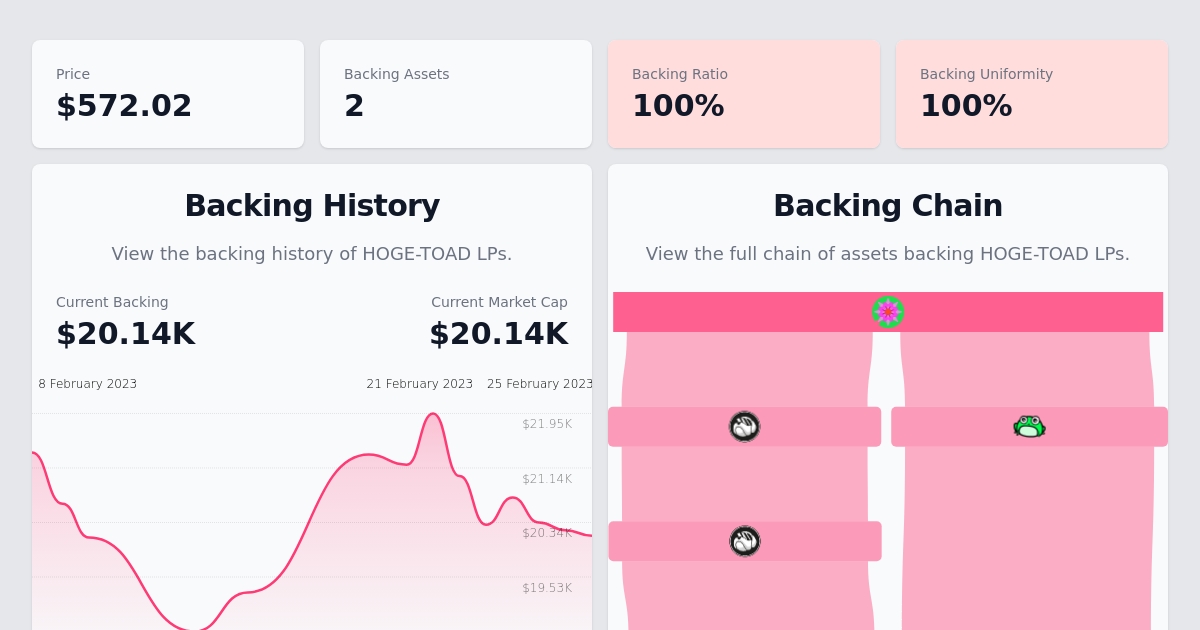 Price
$572.02
Backing Assets
2
Backing Ratio
100%
Backing Uniformity
100%
Backing History
View the backing history of HOGE-TOAD LPs.
Current Backing
$20.14K
Current Market Cap
$20.14K
8 February 2023
21 February 2023
25 February 2023
$21.95K
$21.14K
$20.34K
$19.53K
Backing Chain
View the full chain of assets backing HOGE-TOAD LPs.